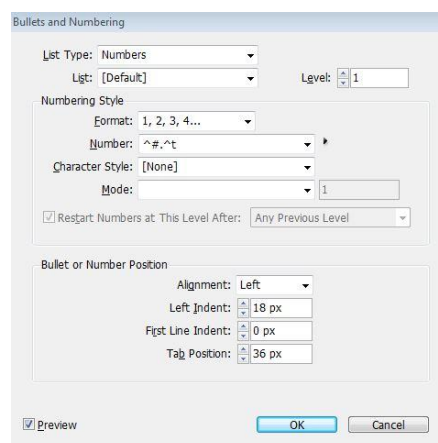 Bullets and Numbering
List Type: Numbers
List: [Default] Level: 1
Numbering Style
Format: 1, 2, 3, 4...
Number: ^#.^t
Character Style: [None]
Mode: 1
Restart Numbers at This Level After: Any Previous Level
Bullet or Number Position
Alignment: Left
Left Indent: 18 px
First Line Indent: 0 px
Tab Position: 36 px
Preview OK Cancel